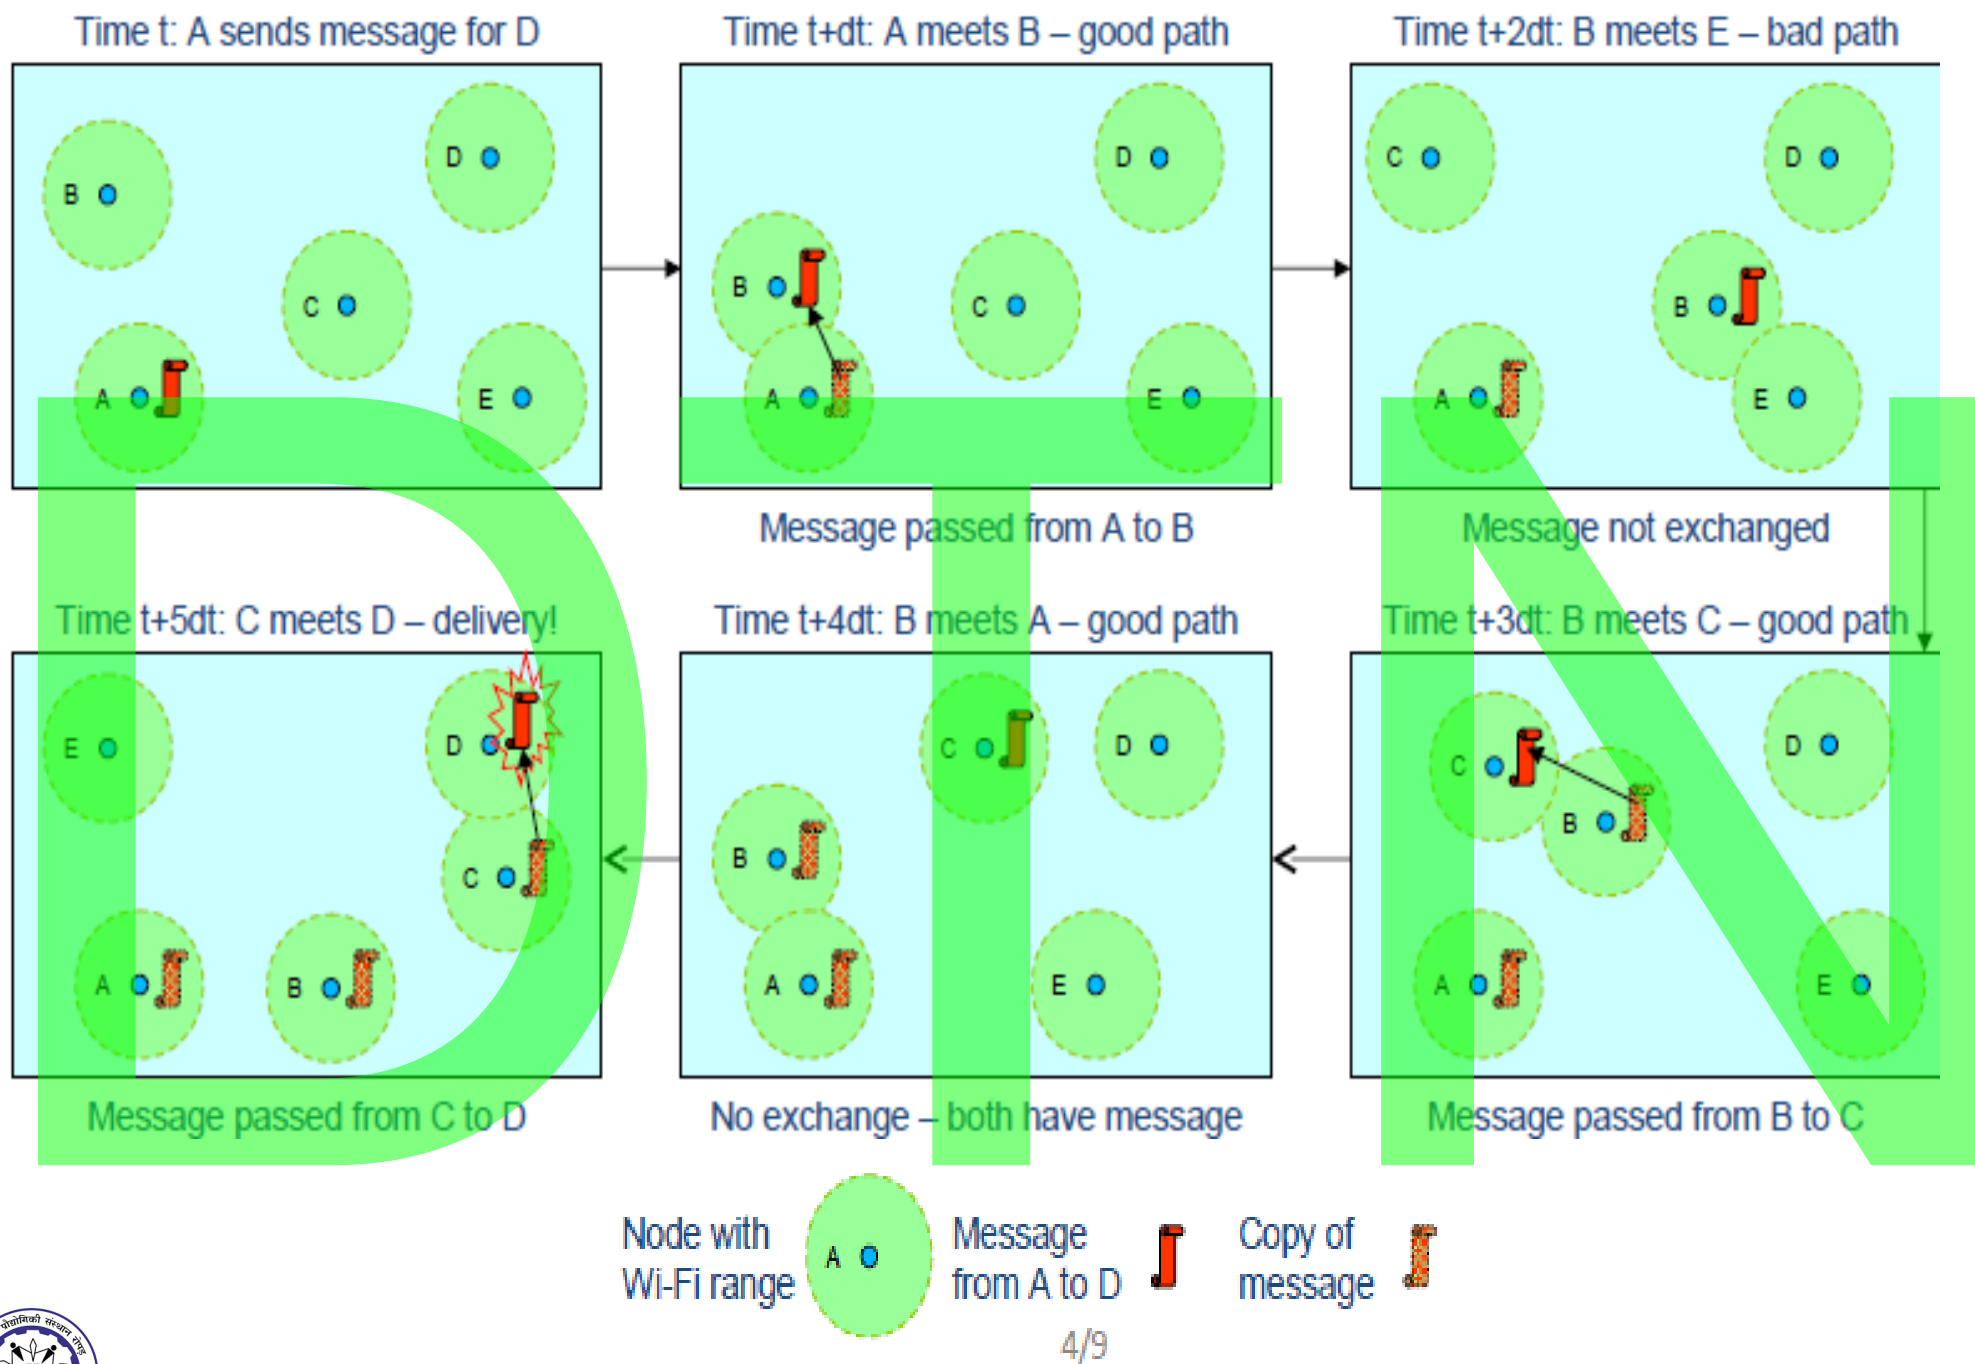 Time t: A sends message for D
Time t+dt: A meets B – good path
Time t+2dt: B meets E – bad path
B
D
C
A
E
B
D
C
A
E
C
D
B
A
E
Message passed from A to B
Message not exchanged
Time t+5dt: C meets D – delivery!
Time t+4dt: B meets A – good path
Time t+3dt: B meets C – good path
E
D
C
A
B
C
D
B
A
E
C
D
B
A
E
Message passed from C to D
No exchange – both have message
Message passed from B to C
DTN
Node with
Wi-Fi range
A
Message
from A to D
Copy of
message
4/9
संस्थान रोपड़